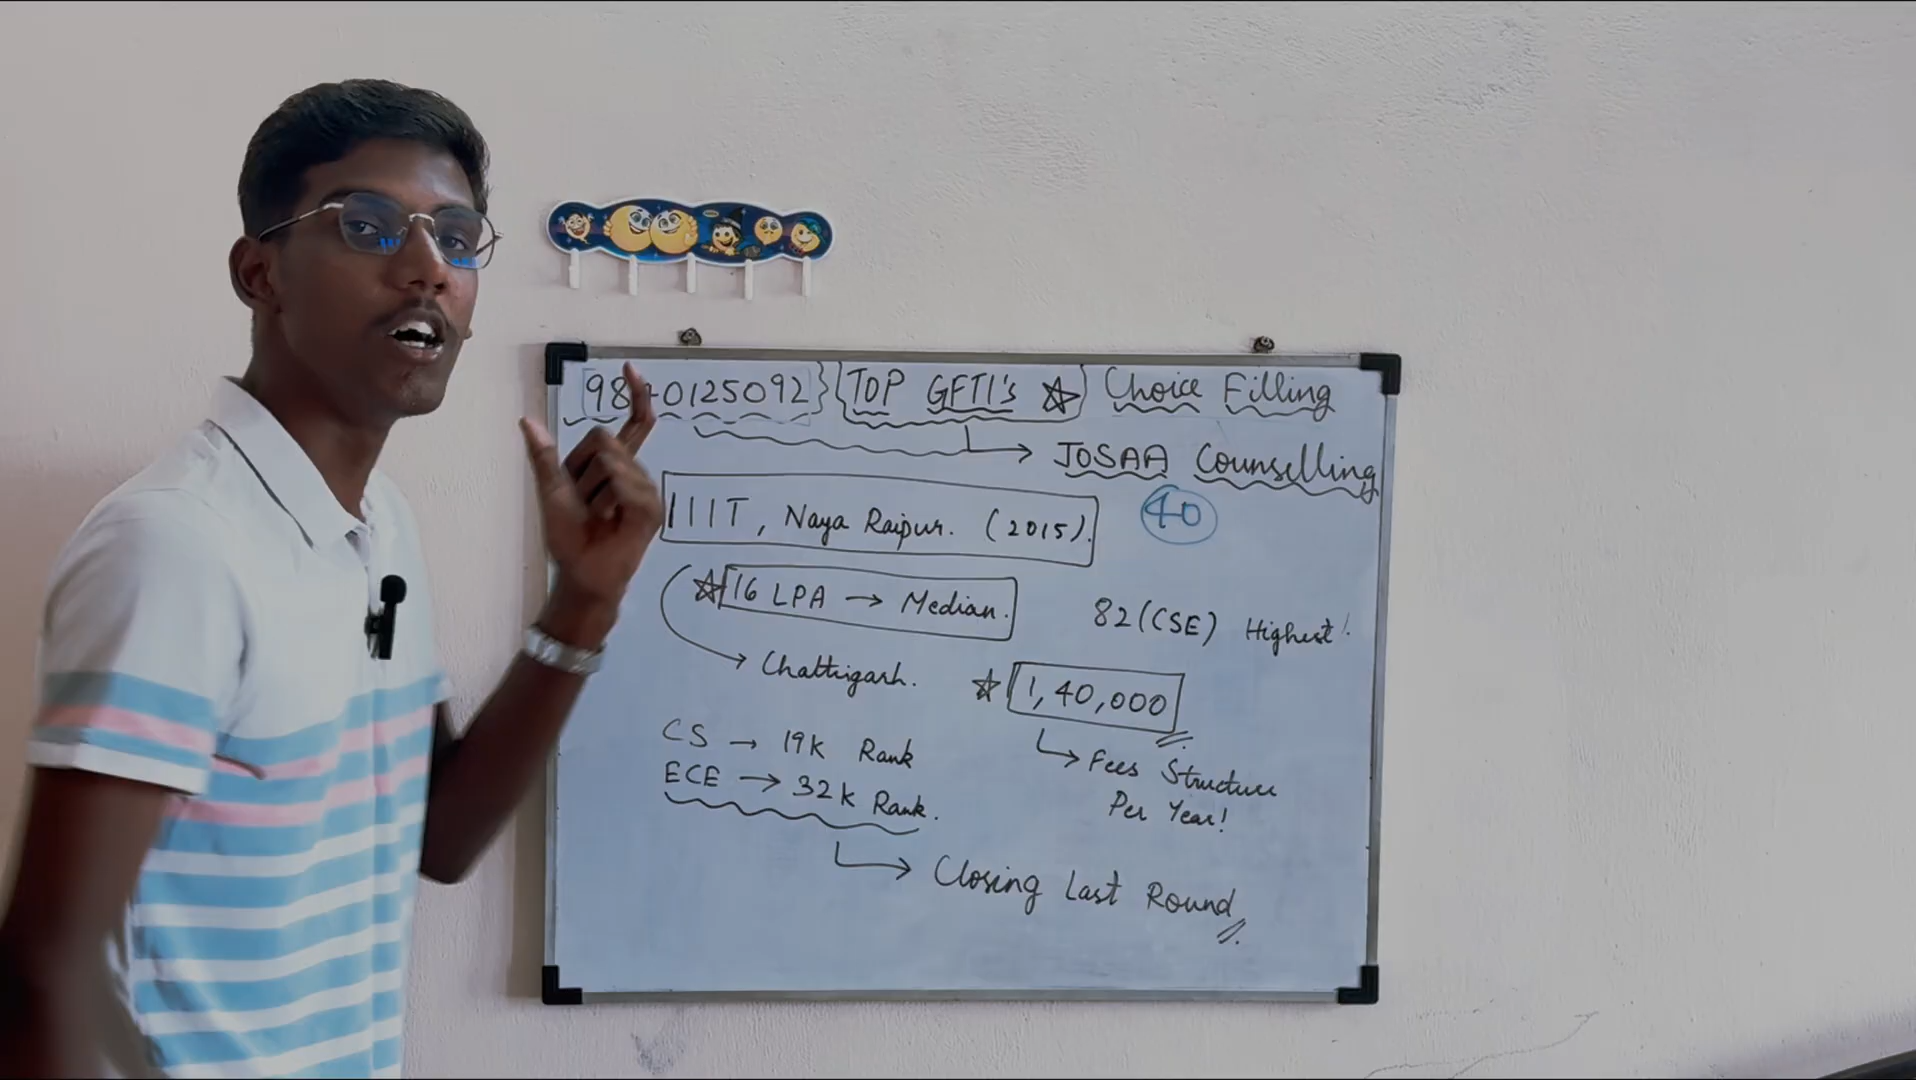 0125092} {TOP GFTI's ☆} Choice Filling
JOSAA Counselling
IIIT, Naya Raipur. (2015).
40
☆ 16 LPA → Median.
82 (CSE) Highest!
→ Chattigarh.
☆ 1,40,000
CS → 19K Rank
→ Fees Structure
ECE → 32K Rank.
Per Year!
→ Closing Last Round